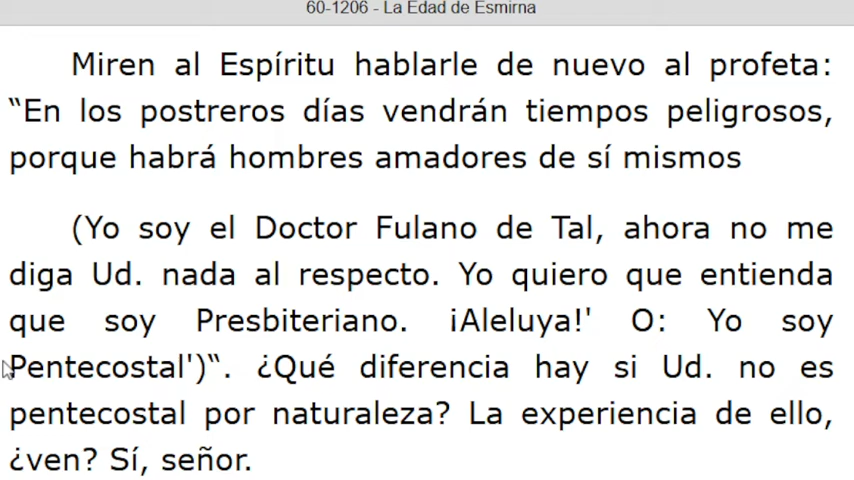 60-1206 - La Edad de Esmirna
Miren al Espíritu hablarle de nuevo al profeta:
“En los postreros días vendrán tiempos peligrosos,
porque habrá hombres amadores de sí mismos
(Yo soy el Doctor Fulano de Tal, ahora no me
diga Ud. nada al respecto. Yo quiero que entienda
que soy Presbiteriano. ¡Aleluya!' O: Yo soy
Pentecostal')“. ¿Qué diferencia hay si Ud. no es
pentecostal por naturaleza? La experiencia de ello,
¿ven? Sí, señor.